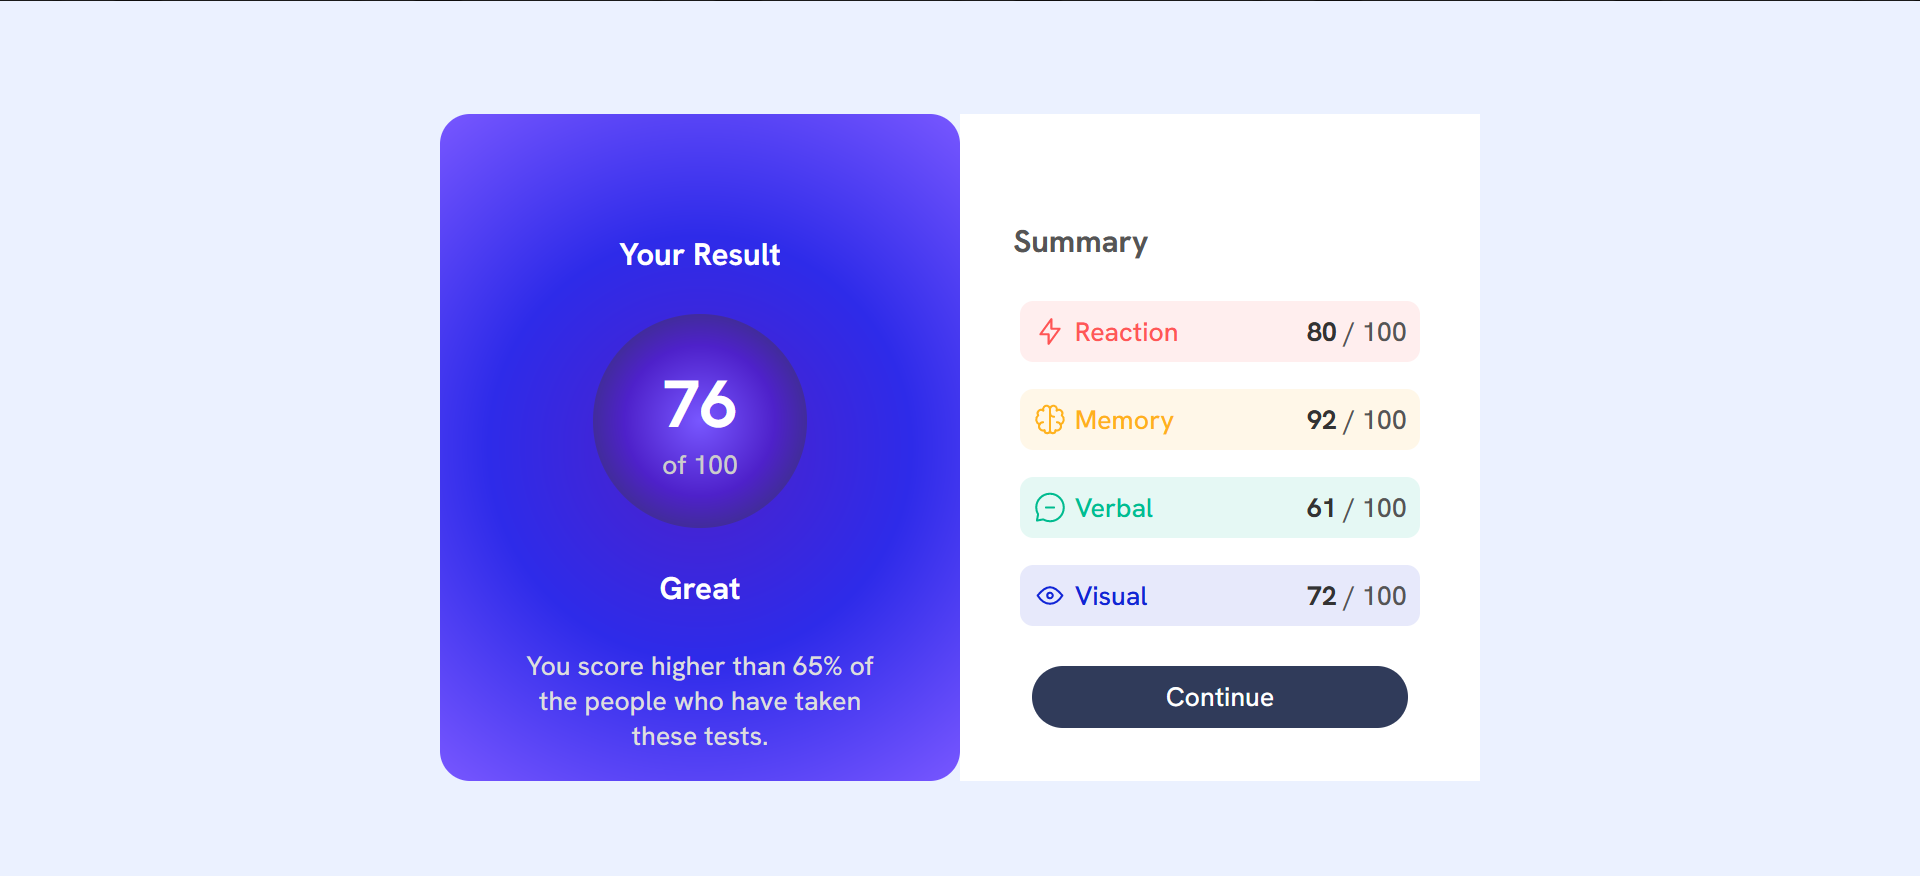 Your Result
76
of 100
Great
You score higher than 65% of
the people who have taken
these tests.
Summary
Reaction 80 / 100
Memory 92 / 100
Verbal 61 / 100
Visual 72 / 100
Continue